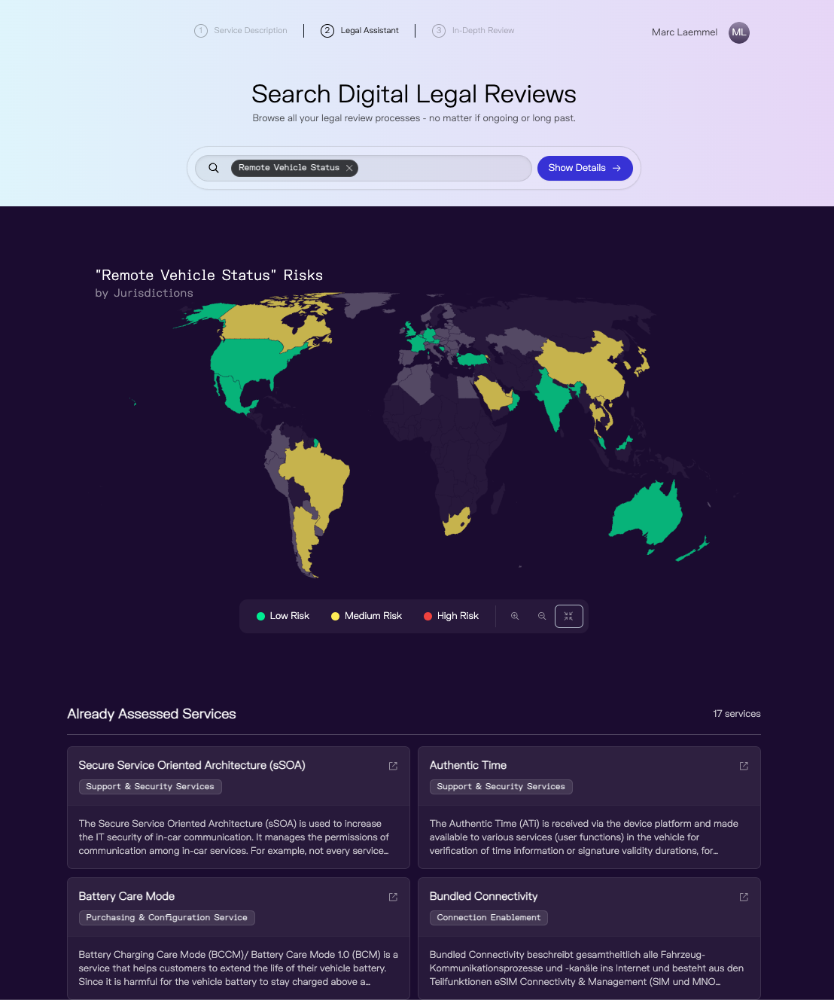 1 Service Description
2 Legal Assistant
3 In-Depth Review
Marc Laemmel ML
Search Digital Legal Reviews
Browse all your legal review processes - no matter if ongoing or long past.
Remote Vehicle Status
Show Details
"Remote Vehicle Status" Risks
by Jurisdictions
Low Risk Medium Risk High Risk
Already Assessed Services
17 services
Secure Service Oriented Architecture (sSOA)
Support & Security Services
The Secure Service Oriented Architecture (sSOA) is used to increase
the IT security of in-car communication. It manages the permissions of
communication among in-car services. For example, not every service...
Authentic Time
Support & Security Services
The Authentic Time (ATi) is received via the device platform and made
available to various services (user functions) in the vehicle for
verification of time information or signature validity durations, for...
Battery Care Mode
Purchasing & Configuration Service
Battery Charging Care Mode (BCCM)/ Battery Care Mode 1.0 (BCM) is a
service that helps customers to extend the life of their vehicle battery.
Since it is harmful for the vehicle battery to stay charged above a...
Bundled Connectivity
Connection Enablement
Bundled Connectivity beschreibt gesamtheitlich alle Fahrzeug-
Kommunikationsprozesse und -kanäle ins Internet und besteht aus den
Teilfunktionen eSIM Connectivity & Management (SIM und MNO...